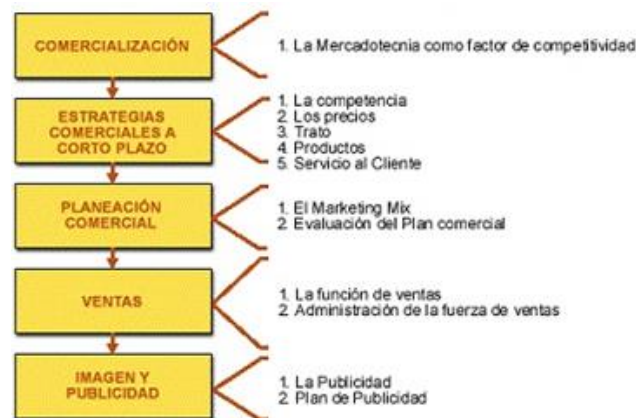 COMERCIALIZACIÓN
1. La Mercadotecnia como factor de competitividad
ESTRATEGIAS
COMERCIALES A
CORTO PLAZO
1. La competencia
2. Los precios
3. Trato
4. Productos
5. Servicio al Cliente
PLANEACIÓN
COMERCIAL
1. El Marketing Mix
2. Evaluación del Plan comercial
VENTAS
1. La función de ventas
2. Administración de la fuerza de ventas
IMAGEN Y
PUBLICIDAD
1. La Publicidad
2. Plan de Publicidad